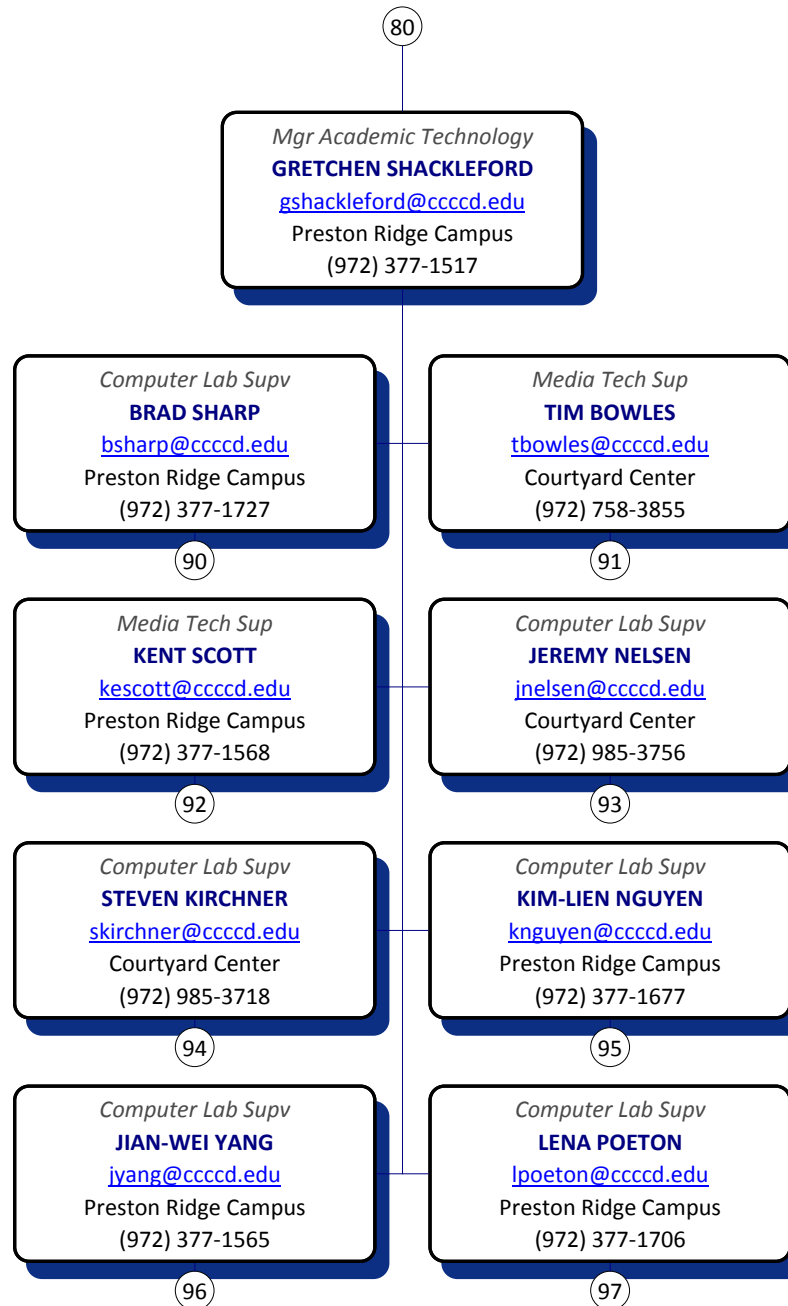 80
Mgr Academic Technology
GRETCHEN SHACKLEFORD
gshackleford@ccccd.edu
Preston Ridge Campus
(972) 377-1517
Computer Lab Supv
BRAD SHARP
bsharp@ccccd.edu
Preston Ridge Campus
(972) 377-1727
90
Media Tech Sup
TIM BOWLES
tbowles@ccccd.edu
Courtyard Center
(972) 758-3855
91
Media Tech Sup
KENT SCOTT
kescott@ccccd.edu
Preston Ridge Campus
(972) 377-1568
92
Computer Lab Supv
JEREMY NELSEN
jnelsen@ccccd.edu
Courtyard Center
(972) 985-3756
93
Computer Lab Supv
STEVEN KIRCHNER
skirchner@ccccd.edu
Courtyard Center
(972) 985-3718
94
Computer Lab Supv
KIM-LIEN NGUYEN
knguyen@ccccd.edu
Preston Ridge Campus
(972) 377-1677
95
Computer Lab Supv
JIAN-WEI YANG
jyang@ccccd.edu
Preston Ridge Campus
(972) 377-1565
96
Computer Lab Supv
LENA POETON
lpoeton@ccccd.edu
Preston Ridge Campus
(972) 377-1706
97